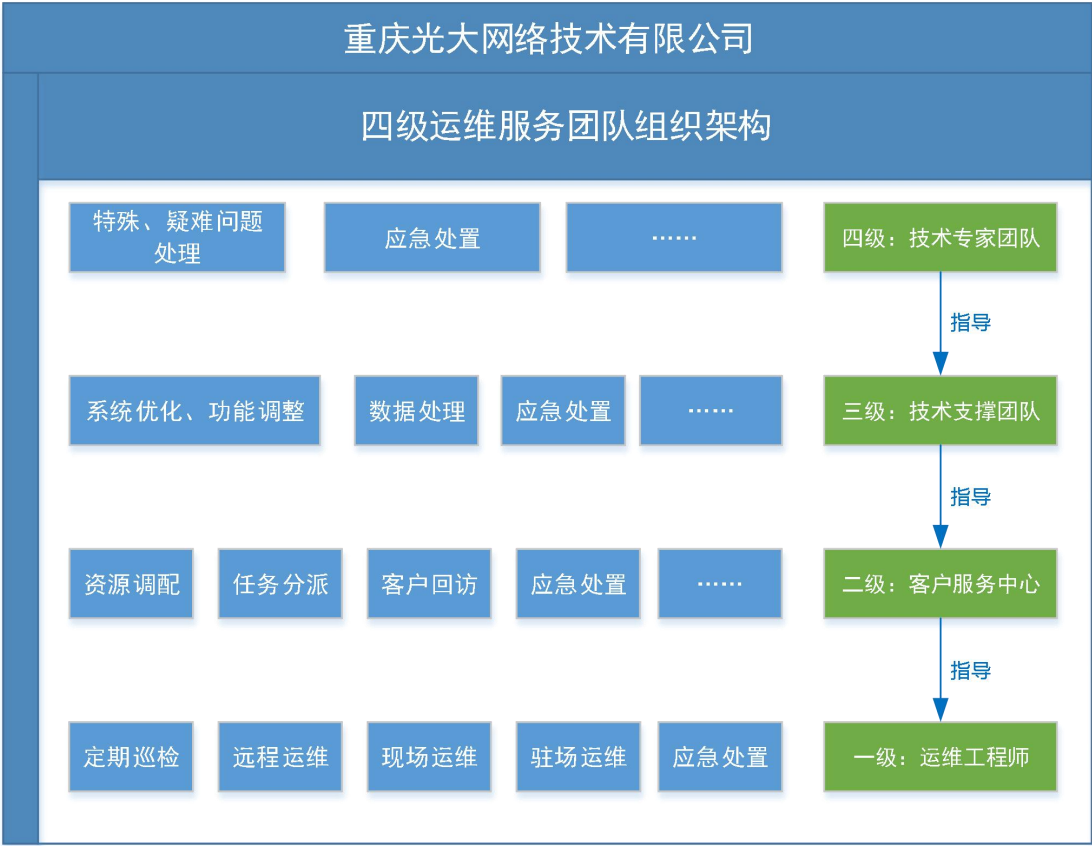 重庆光大网络技术有限公司
四级运维服务团队组织架构
特殊、疑难问题
处理
应急处置
……
四级：技术专家团队
指导
系统优化、功能调整
数据处理
应急处置
……
三级：技术支撑团队
指导
资源调配
任务分派
客户回访
应急处置
……
二级：客户服务中心
指导
定期巡检
远程运维
现场运维
驻场运维
应急处置
一级：运维工程师